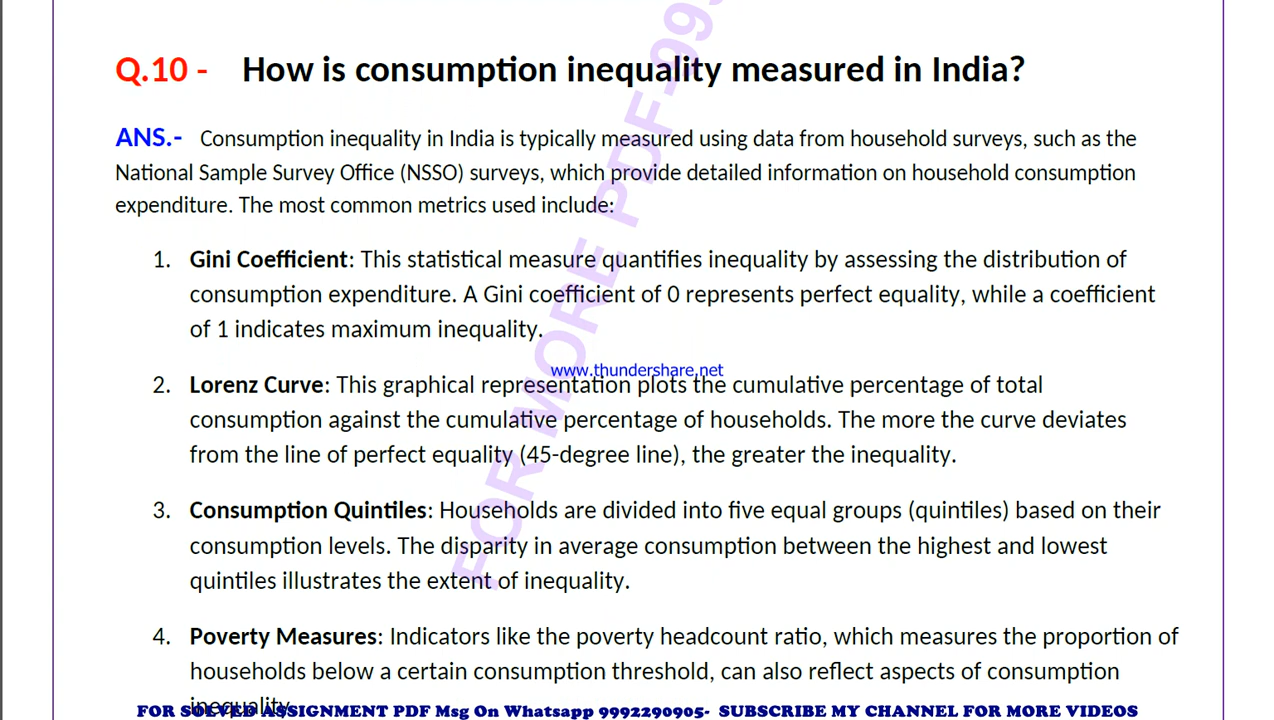 Q.10 - How is consumption inequality measured in India?
ANS.- Consumption inequality in India is typically measured using data from household surveys, such as the
National Sample Survey Office (NSSO) surveys, which provide detailed information on household consumption
expenditure. The most common metrics used include:
1. Gini Coefficient: This statistical measure quantifies inequality by assessing the distribution of
consumption expenditure. A Gini coefficient of 0 represents perfect equality, while a coefficient
of 1 indicates maximum inequality.
www.thundershare.net
2. Lorenz Curve: This graphical representation plots the cumulative percentage of total
consumption against the cumulative percentage of households. The more the curve deviates
from the line of perfect equality (45-degree line), the greater the inequality.
3. Consumption Quintiles: Households are divided into five equal groups (quintiles) based on their
consumption levels. The disparity in average consumption between the highest and lowest
quintiles illustrates the extent of inequality.
4. Poverty Measures: Indicators like the poverty headcount ratio, which measures the proportion of
households below a certain consumption threshold, can also reflect aspects of consumption
inequality.
FOR SOLVED ASSIGNMENT PDF Msg On Whatsapp 9992290905- SUBSCRIBE MY CHANNEL FOR MORE VIDEOS
FOR MORE PDF-999